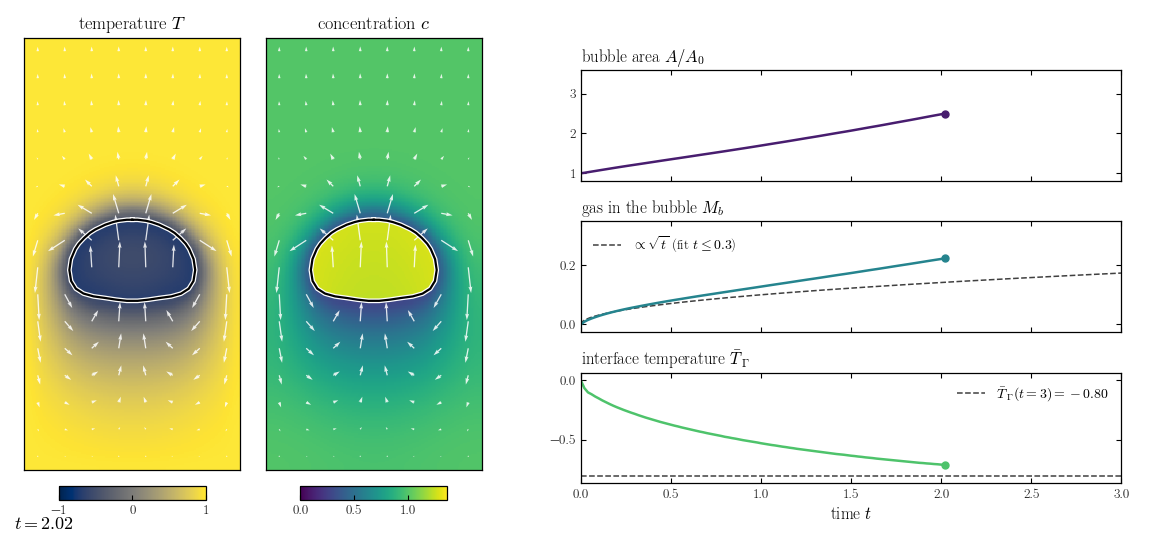 temperature T
concentration c
−1
0
1
0.0
0.5
1.0
t = 2.02
bubble area A/A₀
3
2
1
gas in the bubble M_b
∝ √t (fit t ≤ 0.3)
0.2
0.0
interface temperature T̄_Γ
0.0
−0.5
T̄_Γ(t = 3) = −0.80
0.0
0.5
1.0
1.5
2.0
2.5
3.0
time t